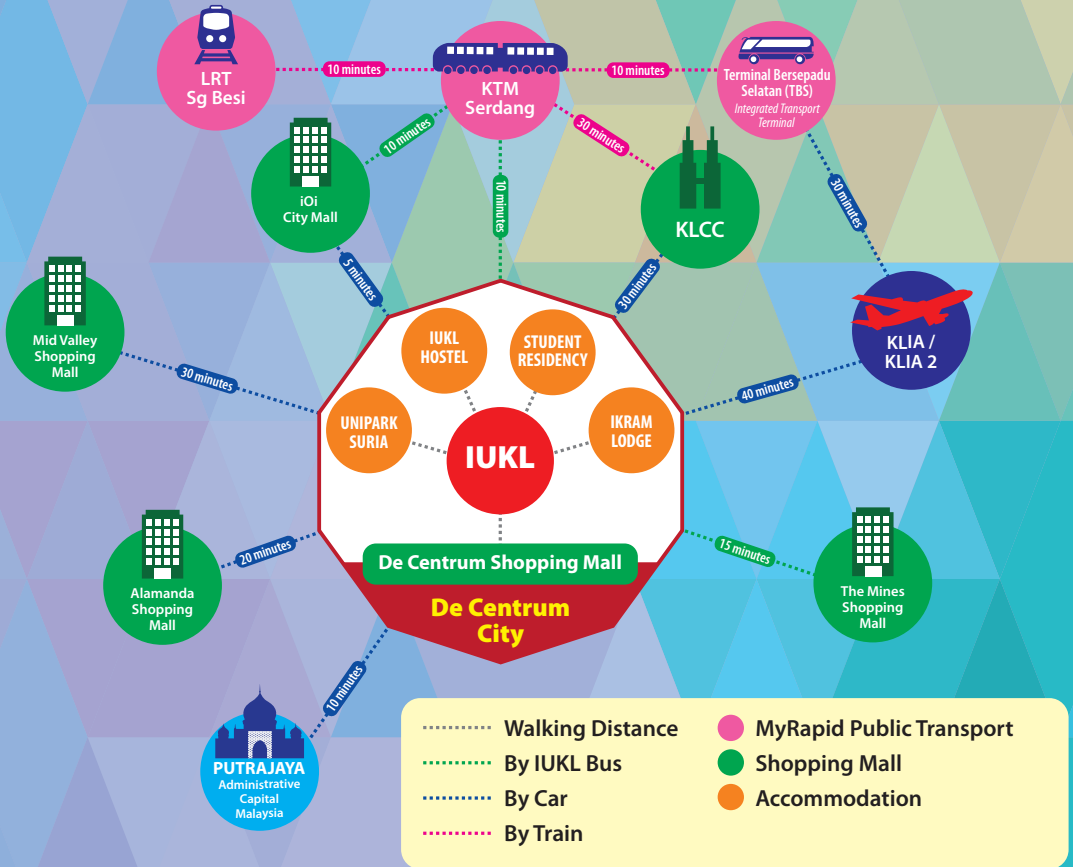 LRT
Sg Besi
10 minutes
KTM
Serdang
10 minutes
Terminal Bersepadu
Selatan (TBS)
Integrated Transport
Terminal
iOi
City Mall
10 minutes
10 minutes
30 minutes
KLCC
30 minutes
5 minutes
30 minutes
Mid Valley
Shopping
Mall
30 minutes
IUKL
HOSTEL
STUDENT
RESIDENCY
KLIA /
KLIA 2
40 minutes
UNIPARK
SURIA
IUKL
IKRAM
LODGE
Alamanda
Shopping
Mall
20 minutes
De Centrum Shopping Mall
De Centrum
City
15 minutes
The Mines
Shopping
Mall
10 minutes
PUTRAJAYA
Administrative
Capital
Malaysia
Walking Distance
By IUKL Bus
By Car
By Train
MyRapid Public Transport
Shopping Mall
Accommodation